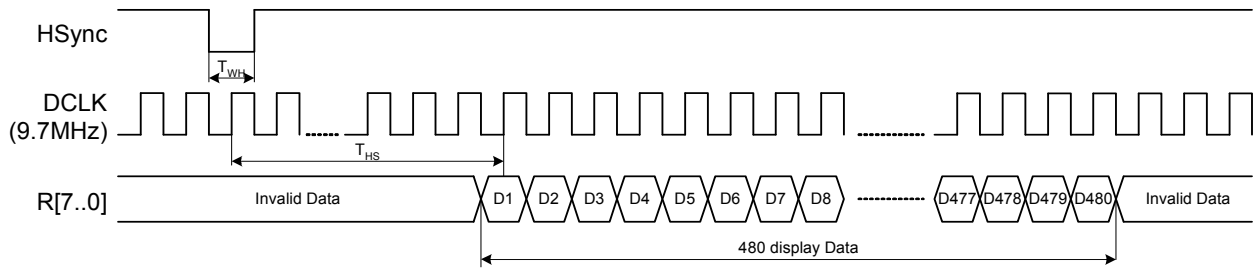 HSync
T_WH
DCLK
(9.7MHz)
T_HS
R[7..0]
Invalid Data
D1 D2 D3 D4 D5 D6 D7 D8
D477 D478 D479 D480
Invalid Data
480 display Data